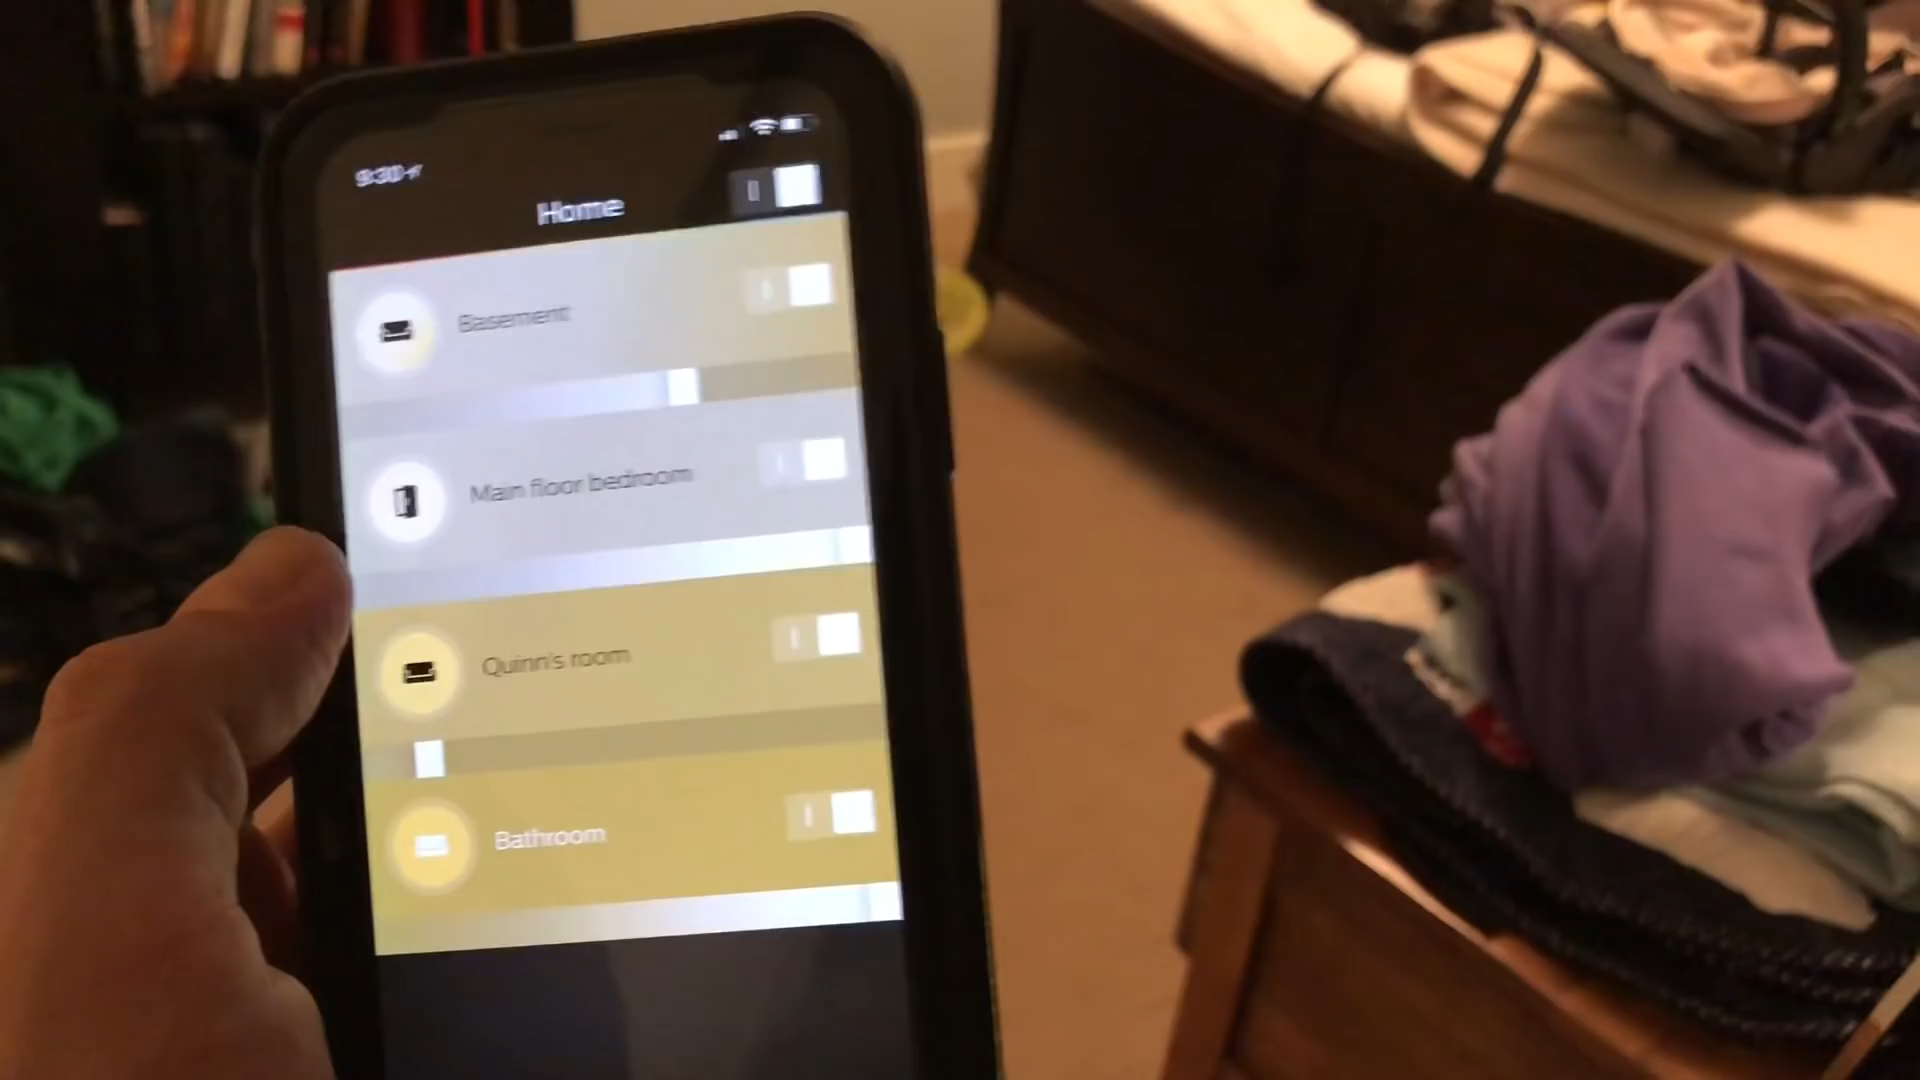 9:30
Home
Basement
Main floor bedroom
Quinn's room
Bathroom